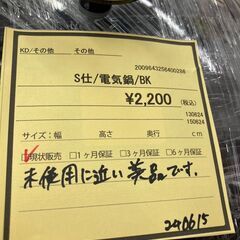 KD/その他　その他
2009643256400286
S仕/電気鍋/BK
¥2,200 (税込)
130624
150624
サイズ:幅　高さ　奥行　cm
☑現状販売 □1ヶ月保証 □3ヶ月保証 □6ヶ月保証
未使用に近い美品です。
240615